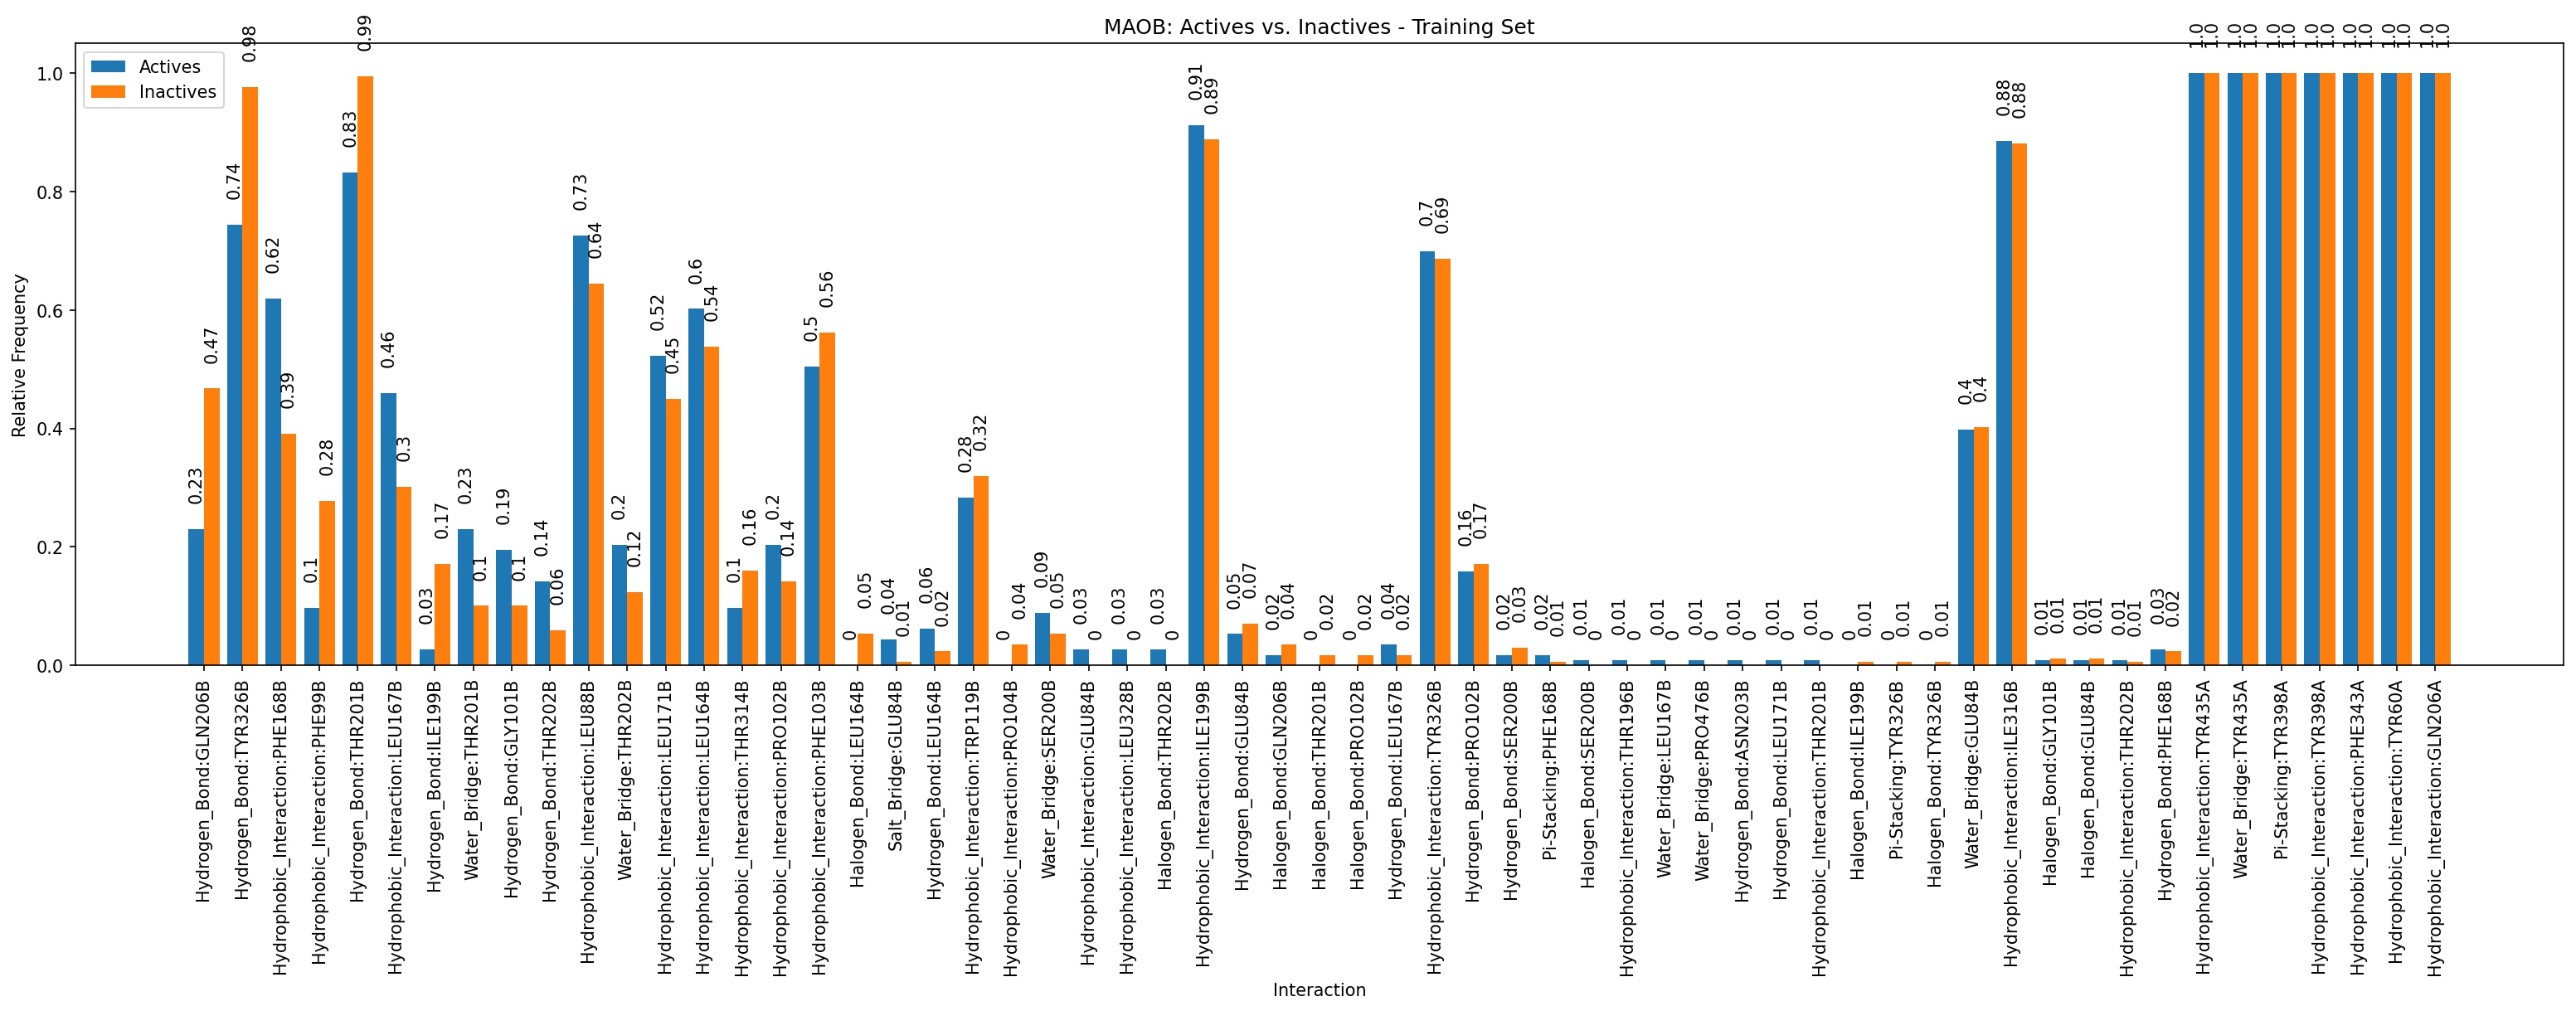 MAOB: Actives vs. Inactives - Training Set
Actives
Inactives
Relative Frequency
1.0
0.8
0.6
0.4
0.2
0.0
0.23
0.47
0.74
0.98
0.62
0.39
0.1
0.28
0.83
0.99
0.46
0.3
0.03
0.17
0.23
0.1
0.19
0.1
0.14
0.06
0.73
0.64
0.2
0.12
0.52
0.45
0.6
0.54
0.1
0.16
0.2
0.14
0.5
0.56
0
0.05
0.04
0.01
0.06
0.02
0.28
0.32
0
0.04
0.09
0.05
0.03
0
0.03
0
0.03
0
0.91
0.89
0.05
0.07
0.02
0.04
0
0.02
0
0.02
0.04
0.02
0.7
0.69
0.16
0.17
0.02
0.03
0.02
0.01
0.01
0
0.01
0
0.01
0
0.01
0
0.01
0
0.01
0
0.01
0
0
0.01
0
0.01
0
0.01
0.4
0.4
0.88
0.88
0.01
0.01
0.01
0.01
0.01
0.01
0.03
0.02
1.0
1.0
1.0
1.0
1.0
1.0
1.0
1.0
1.0
1.0
1.0
1.0
1.0
1.0
Hydrogen_Bond:GLN206B
Hydrogen_Bond:TYR326B
Hydrophobic_Interaction:PHE168B
Hydrophobic_Interaction:PHE99B
Hydrogen_Bond:THR201B
Hydrophobic_Interaction:LEU167B
Hydrogen_Bond:ILE199B
Water_Bridge:THR201B
Hydrogen_Bond:GLY101B
Hydrogen_Bond:THR202B
Hydrophobic_Interaction:LEU88B
Water_Bridge:THR202B
Hydrophobic_Interaction:LEU171B
Hydrophobic_Interaction:LEU164B
Hydrophobic_Interaction:THR314B
Hydrophobic_Interaction:PRO102B
Hydrophobic_Interaction:PHE103B
Halogen_Bond:LEU164B
Salt_Bridge:GLU84B
Hydrogen_Bond:LEU164B
Hydrophobic_Interaction:TRP119B
Hydrophobic_Interaction:PRO104B
Water_Bridge:SER200B
Hydrophobic_Interaction:GLU84B
Hydrophobic_Interaction:LEU328B
Halogen_Bond:THR202B
Hydrophobic_Interaction:ILE199B
Hydrogen_Bond:GLU84B
Halogen_Bond:GLN206B
Halogen_Bond:THR201B
Halogen_Bond:PRO102B
Hydrogen_Bond:LEU167B
Hydrophobic_Interaction:TYR326B
Hydrogen_Bond:PRO102B
Hydrogen_Bond:SER200B
Pi-Stacking:PHE168B
Halogen_Bond:SER200B
Hydrophobic_Interaction:THR196B
Water_Bridge:LEU167B
Water_Bridge:PRO476B
Hydrogen_Bond:ASN203B
Hydrogen_Bond:LEU171B
Hydrophobic_Interaction:THR201B
Halogen_Bond:ILE199B
Pi-Stacking:TYR326B
Halogen_Bond:TYR326B
Water_Bridge:GLU84B
Hydrophobic_Interaction:ILE316B
Halogen_Bond:GLY101B
Halogen_Bond:GLU84B
Hydrophobic_Interaction:THR202B
Hydrogen_Bond:PHE168B
Hydrophobic_Interaction:TYR435A
Water_Bridge:TYR435A
Pi-Stacking:TYR398A
Hydrophobic_Interaction:TYR398A
Hydrophobic_Interaction:PHE343A
Hydrophobic_Interaction:TYR60A
Hydrophobic_Interaction:GLN206A
Interaction